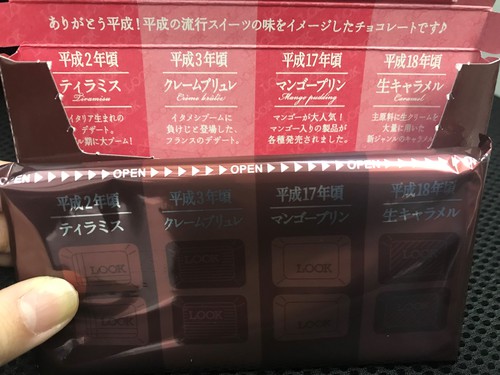 ありがとう平成!平成の流行スイーツの味をイメージしたチョコレートです♪
平成2年頃
ティラミス
Tiramisu
イタリア生まれの
デザート。
ル期に大ブーム!
平成3年頃
クレームブリュレ
Crème brûlée
イタメシブームに
負けじと登場した、
フランスのデザート。
平成17年頃
マンゴープリン
Mango pudding
マンゴーが大人気!
マンゴー入りの製品が
各種発売されました。
平成18年頃
生キャラメル
Caramel
主原料に生クリームを
大量に用いた
新ジャンルのキャラメ
OPEN OPEN OPEN
平成2年頃
ティラミス
平成3年頃
クレームブリュレ
平成17年頃
マンゴープリン
平成18年頃
生キャラメル
LOOK LOOK LOOK LOOK
LOOK LOOK LOOK